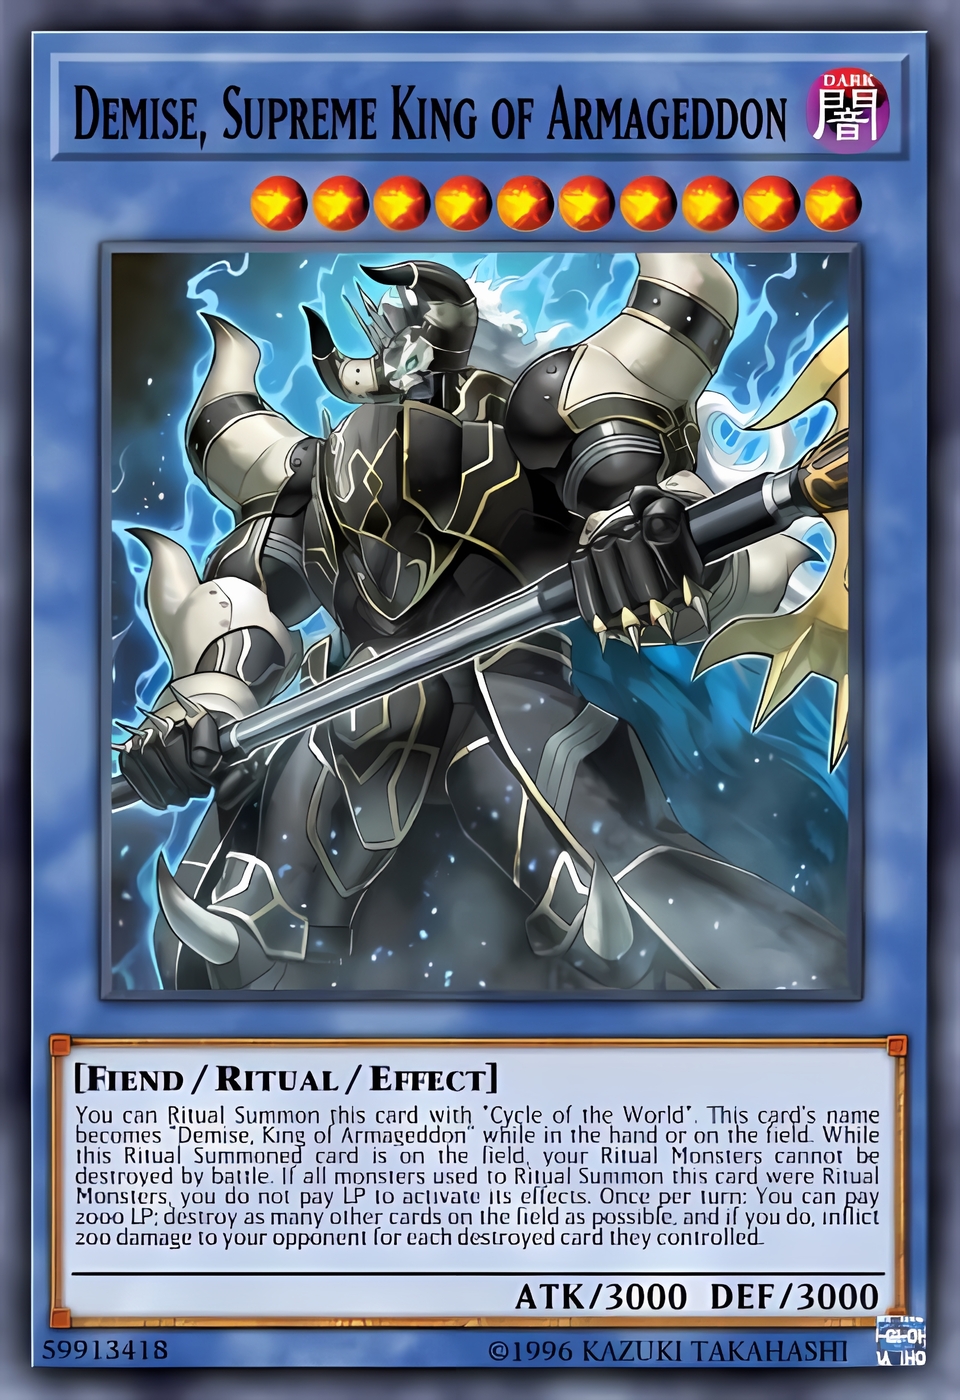 DEMISE, SUPREME KING OF ARMAGEDDON
DARK
闇
[FIEND / RITUAL / EFFECT]
You can Ritual Summon this card with "Cycle of the World". This card's name
becomes "Demise, King of Armageddon" while in the hand or on the field. While
this Ritual Summoned card is on the field, your Ritual Monsters cannot be
destroyed by battle. If all monsters used to Ritual Summon this card were Ritual
Monsters, you do not pay LP to activate its effects. Once per turn: You can pay
2000 LP; destroy as many other cards on the field as possible, and if you do, inflict
200 damage to your opponent for each destroyed card they controlled.
ATK/3000 DEF/3000
59913418
©1996 KAZUKI TAKAHASHI